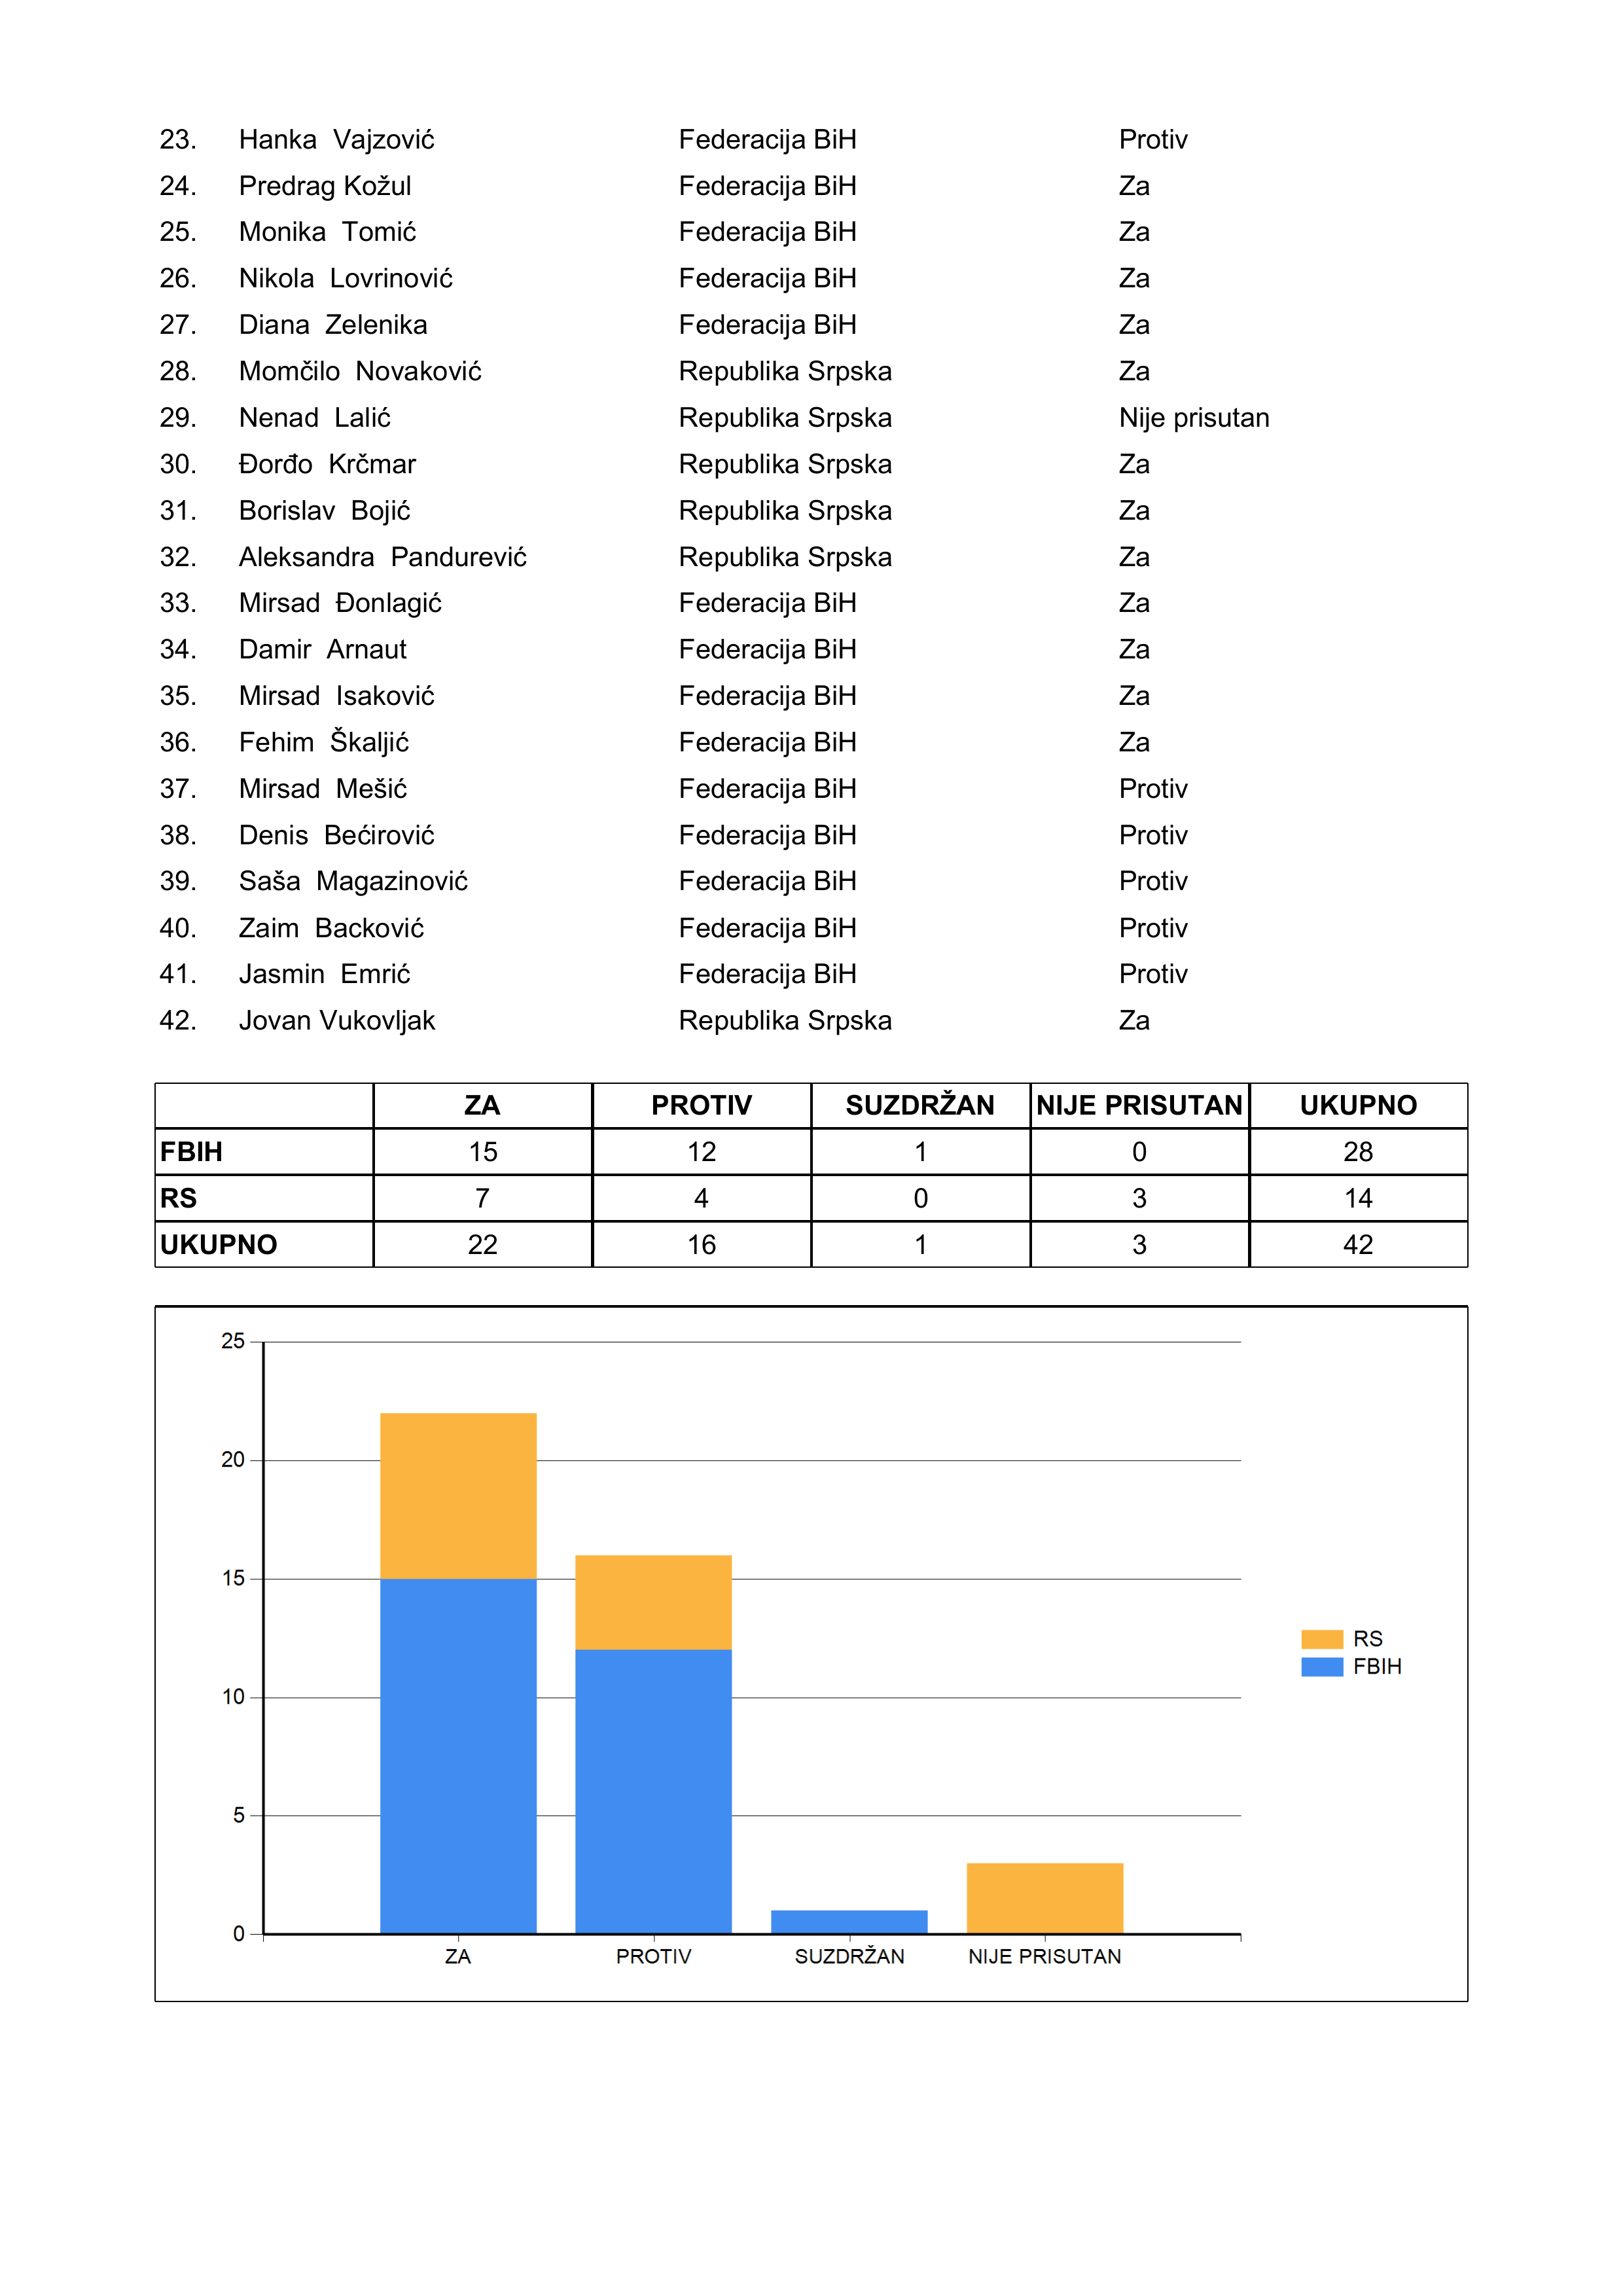 23. Hanka Vajzović Federacija BiH Protiv
24. Predrag Kožul Federacija BiH Za
25. Monika Tomić Federacija BiH Za
26. Nikola Lovrinović Federacija BiH Za
27. Diana Zelenika Federacija BiH Za
28. Momčilo Novaković Republika Srpska Za
29. Nenad Lalić Republika Srpska Nije prisutan
30. Đorđo Krčmar Republika Srpska Za
31. Borislav Bojić Republika Srpska Za
32. Aleksandra Pandurević Republika Srpska Za
33. Mirsad Đonlagić Federacija BiH Za
34. Damir Arnaut Federacija BiH Za
35. Mirsad Isaković Federacija BiH Za
36. Fehim Škaljić Federacija BiH Za
37. Mirsad Mešić Federacija BiH Protiv
38. Denis Bećirović Federacija BiH Protiv
39. Saša Magazinović Federacija BiH Protiv
40. Zaim Backović Federacija BiH Protiv
41. Jasmin Emrić Federacija BiH Protiv
42. Jovan Vukovljak Republika Srpska Za
ZA PROTIV SUZDRŽAN NIJE PRISUTAN UKUPNO
FBIH 15 12 1 0 28
RS 7 4 0 3 14
UKUPNO 22 16 1 3 42
25
20
15
10
5
0
ZA PROTIV SUZDRŽAN NIJE PRISUTAN
RS
FBIH